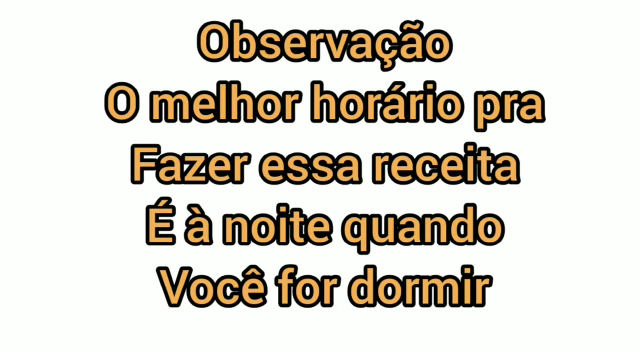 Observação
O melhor horário pra
Fazer essa receita
É à noite quando
Você for dormir